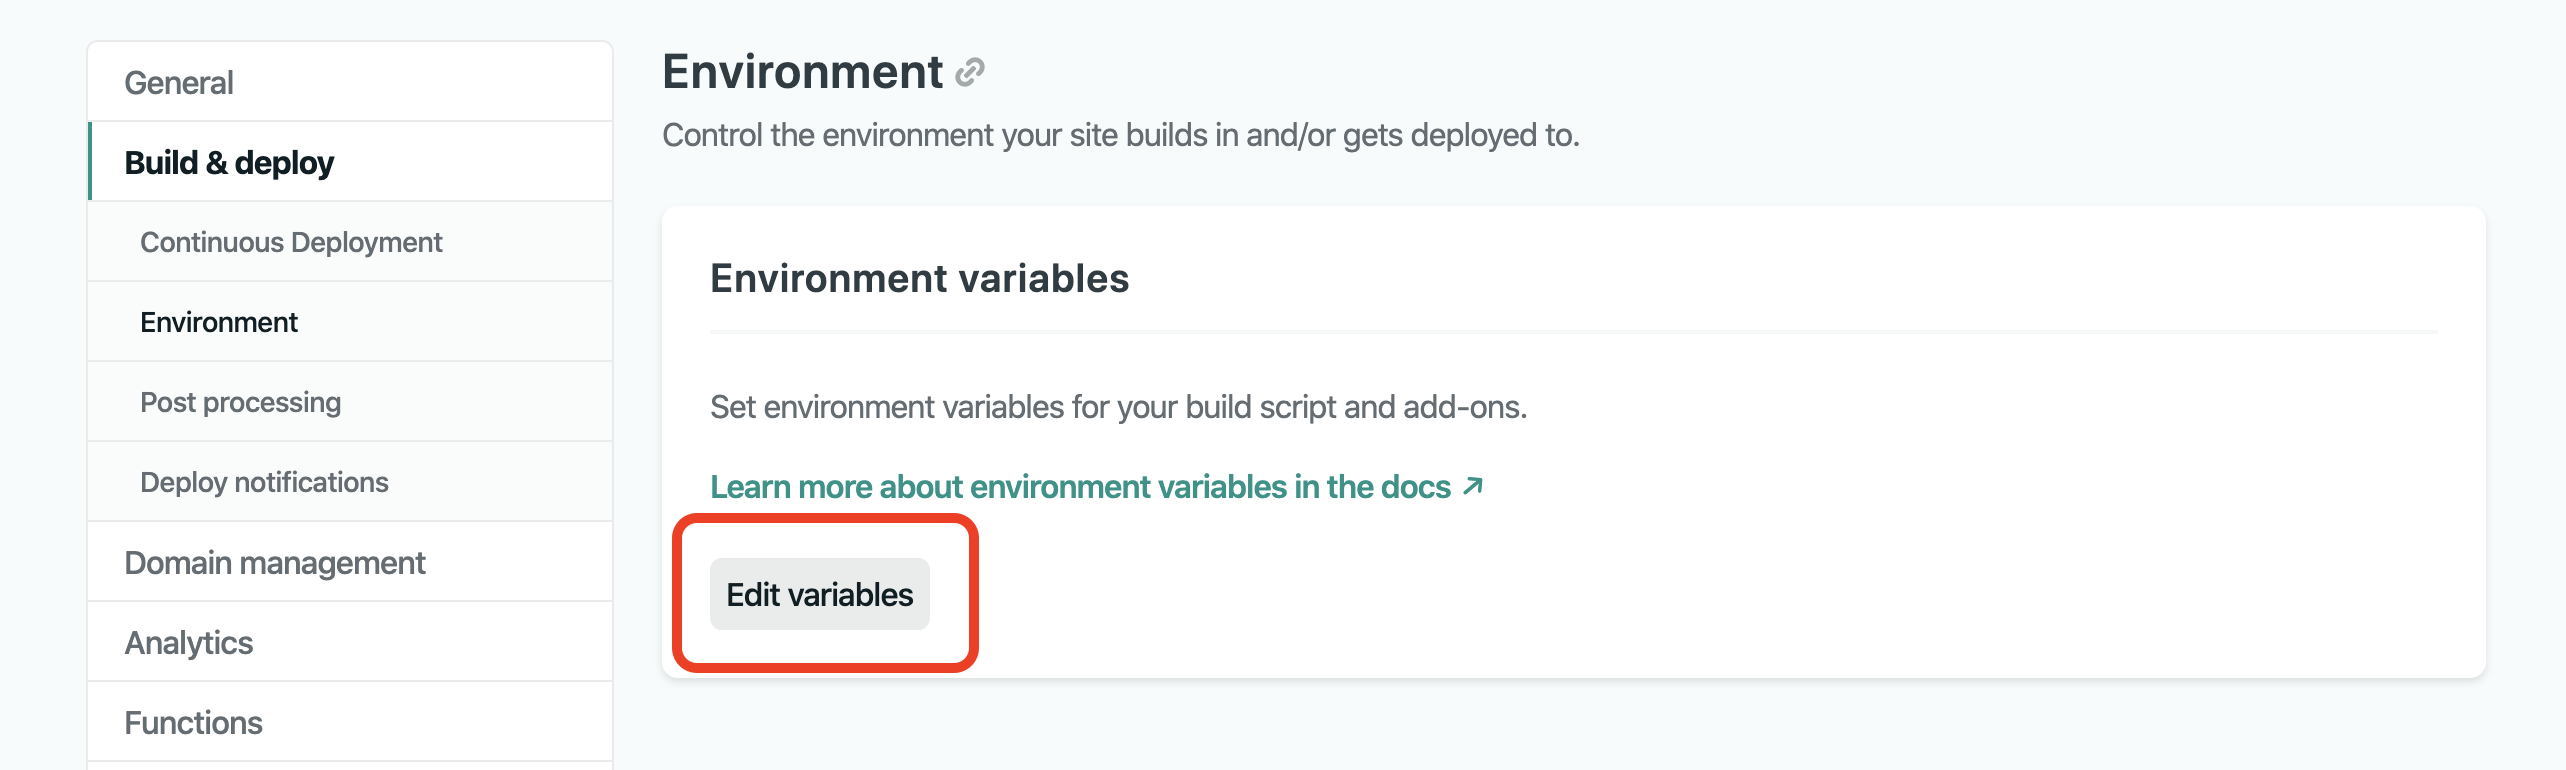 General
Build & deploy
Continuous Deployment
Environment
Post processing
Deploy notifications
Domain management
Analytics
Functions
Environment
Control the environment your site builds in and/or gets deployed to.
Environment variables
Set environment variables for your build script and add-ons.
Learn more about environment variables in the docs ↗
Edit variables